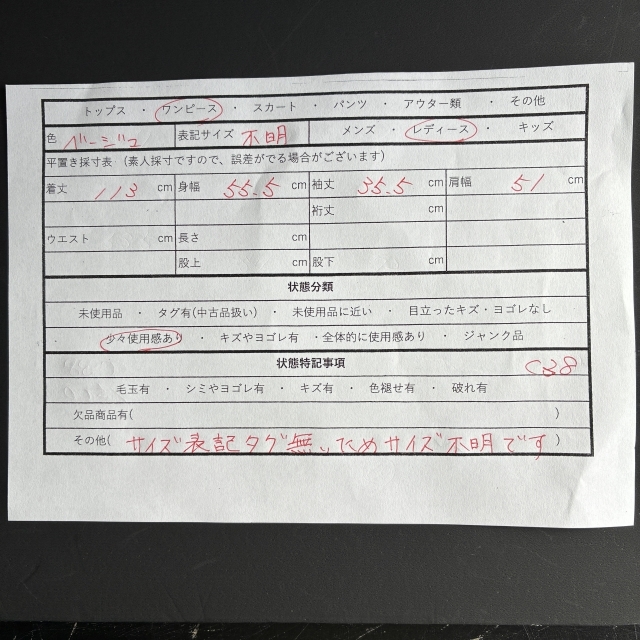 トップス ・ ワンピース ・ スカート ・ パンツ ・ アウター類 ・ その他
色 ベージュ 表記サイズ 不明 メンズ ・ レディース ・ キッズ
平置き採寸表 (素人採寸ですので、誤差がでる場合がございます)
着丈 113 cm 身幅 55.5 cm 袖丈 35.5 cm 肩幅 51 cm
裄丈 cm
ウエスト cm 長さ cm
股上 cm 股下 cm
状態分類
未使用品 ・ タグ有(中古品扱い) ・ 未使用品に近い ・ 目立ったキズ・ヨゴレなし
少々使用感あり ・ キズやヨゴレ有 ・全体的に使用感あり ・ ジャンク品
状態特記事項 C38
毛玉有 ・ シミやヨゴレ有 ・ キズ有 ・ 色褪せ有 ・ 破れ有
欠品商品有( )
その他( サイズ表記タグ無いためサイズ不明です )